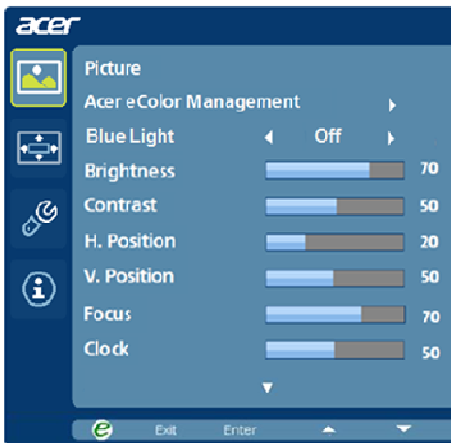 acer
Picture
Acer eColor Management
Blue Light Off
Brightness 70
Contrast 50
H. Position 20
V. Position 50
Focus 70
Clock 50
e Exit Enter